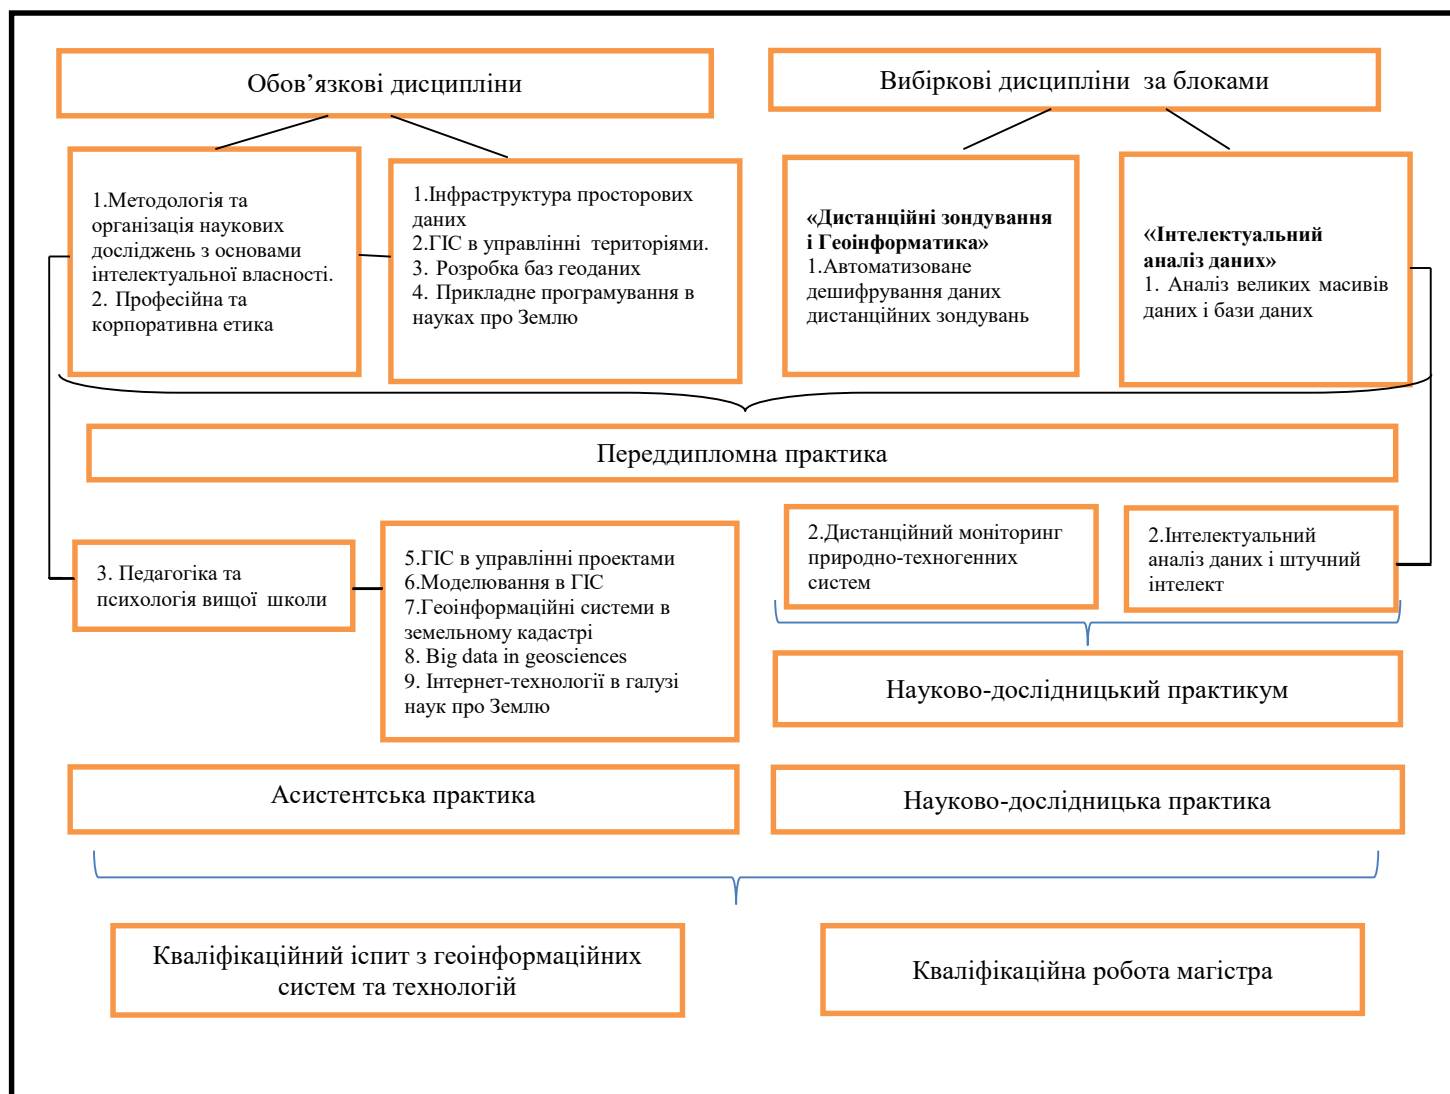 Обов’язкові дисципліни
Вибіркові дисципліни за блоками
1.Методологія та
організація наукових
досліджень з основами
інтелектуальної власності.
2. Професійна та
корпоративна етика
1.Інфраструктура просторових
даних
2.ГІС в управлінні територіями.
3. Розробка баз геоданих
4. Прикладне програмування в
науках про Землю
«Дистанційні зондування
і Геоінформатика»
1.Автоматизоване
дешифрування даних
дистанційних зондувань
«Інтелектуальний
аналіз даних»
1. Аналіз великих масивів
даних і бази даних
Переддипломна практика
3. Педагогіка та
психологія вищої школи
5.ГІС в управлінні проектами
6.Моделювання в ГІС
7.Геоінформаційні системи в
земельному кадастрі
8. Big data in geosciences
9. Інтернет-технології в галузі
наук про Землю
2.Дистанційний моніторинг
природно-техногенних
систем
2.Інтелектуальний
аналіз даних і штучний
інтелект
Науково-дослідницький практикум
Асистентська практика
Науково-дослідницька практика
Кваліфікаційний іспит з геоінформаційних
систем та технологій
Кваліфікаційна робота магістра